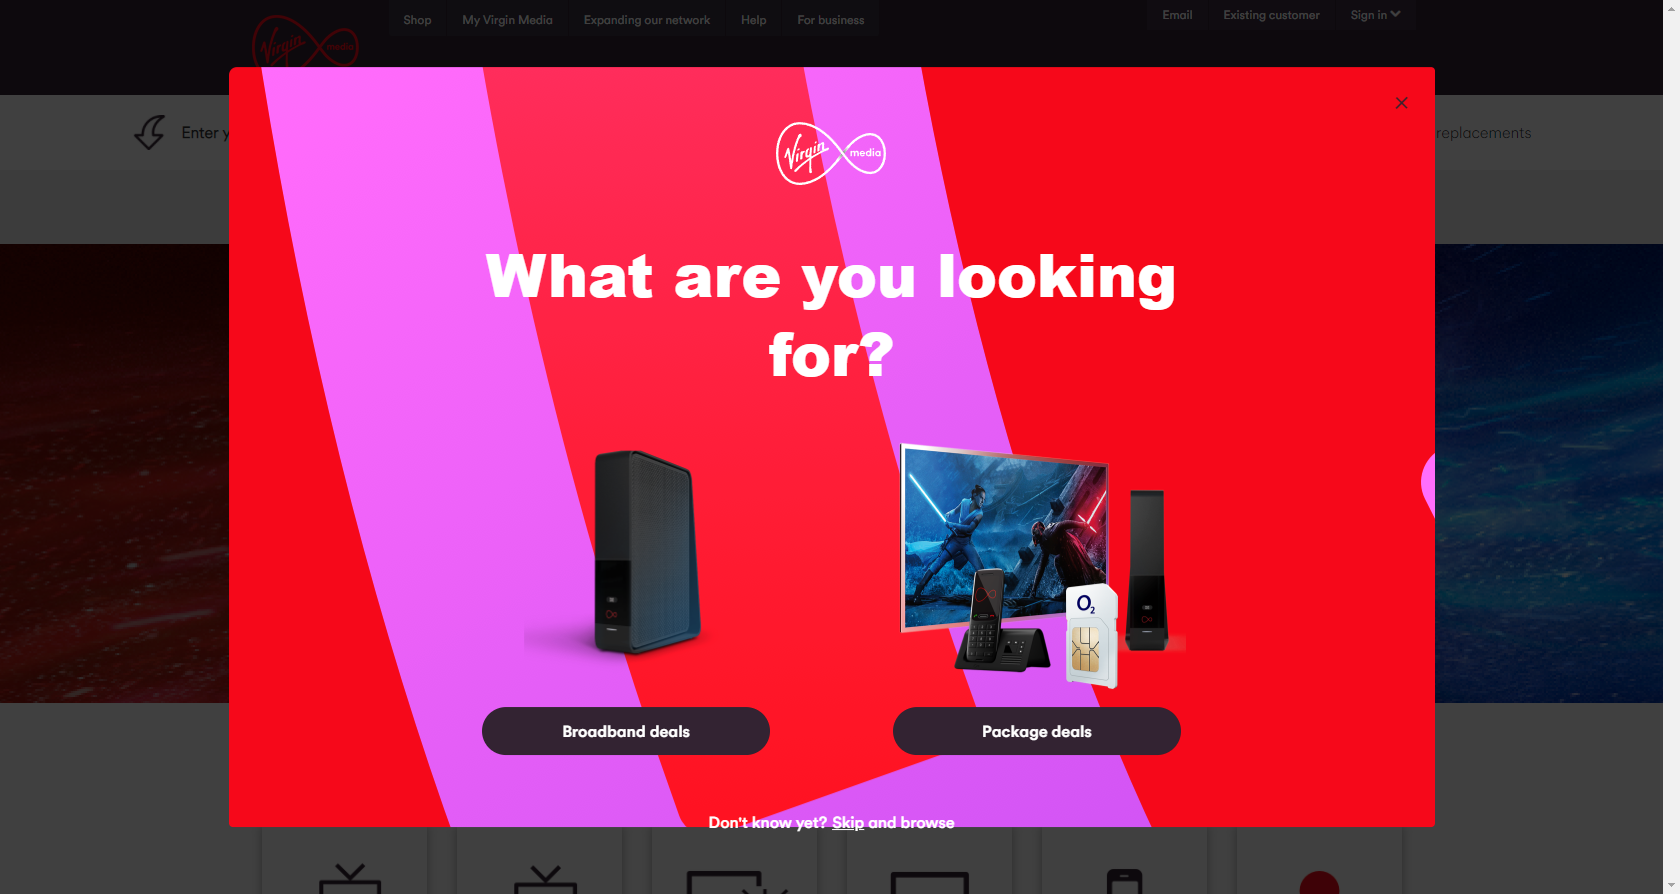 Shop
My Virgin Media
Expanding our network
Help
For business
Email
Existing customer
Sign in
Virgin media
Enter y
replacements
Virgin media
What are you looking
for?
O2
Broadband deals
Package deals
Don't know yet? Skip and browse